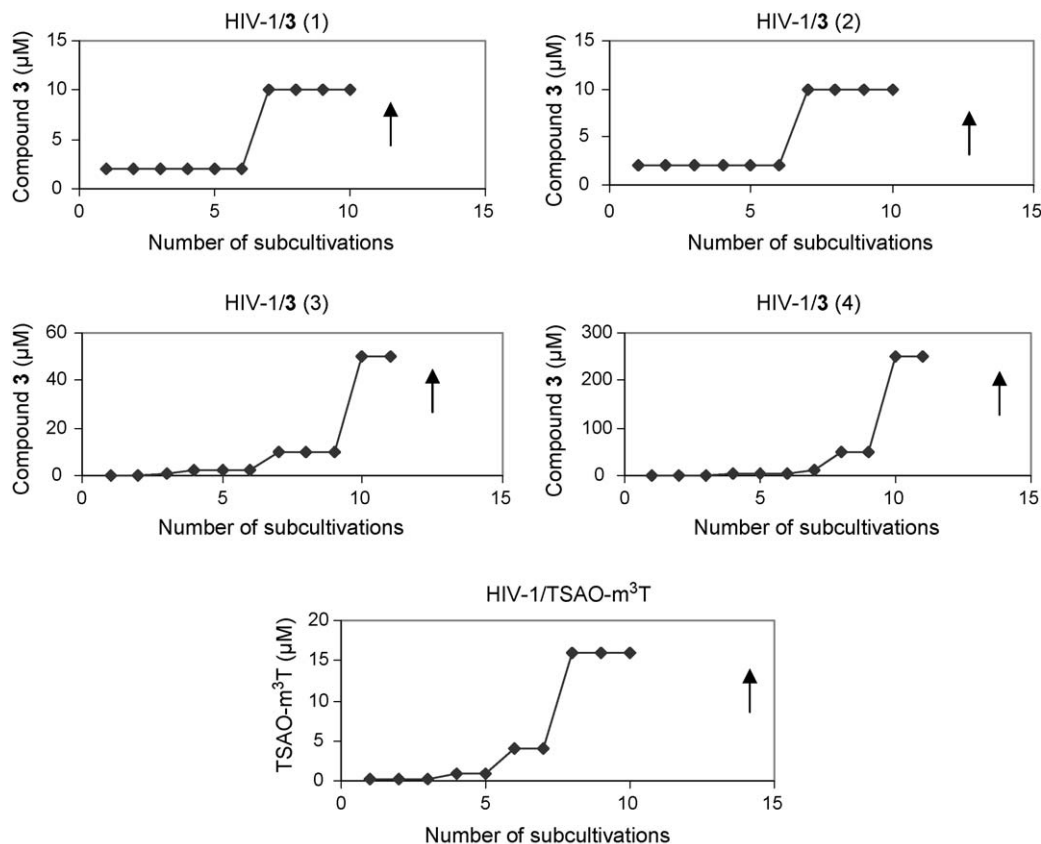 HIV-1/3 (1)
Compound 3 (µM)
15
10
5
0
0 5 10 15
Number of subcultivations
HIV-1/3 (2)
Compound 3 (µM)
15
10
5
0
0 5 10 15
Number of subcultivations
HIV-1/3 (3)
Compound 3 (µM)
60
40
20
0
0 5 10 15
Number of subcultivations
HIV-1/3 (4)
Compound 3 (µM)
300
200
100
0
0 5 10 15
Number of subcultivations
HIV-1/TSAO-m³T
TSAO-m³T (µM)
20
15
10
5
0
0 5 10 15
Number of subcultivations